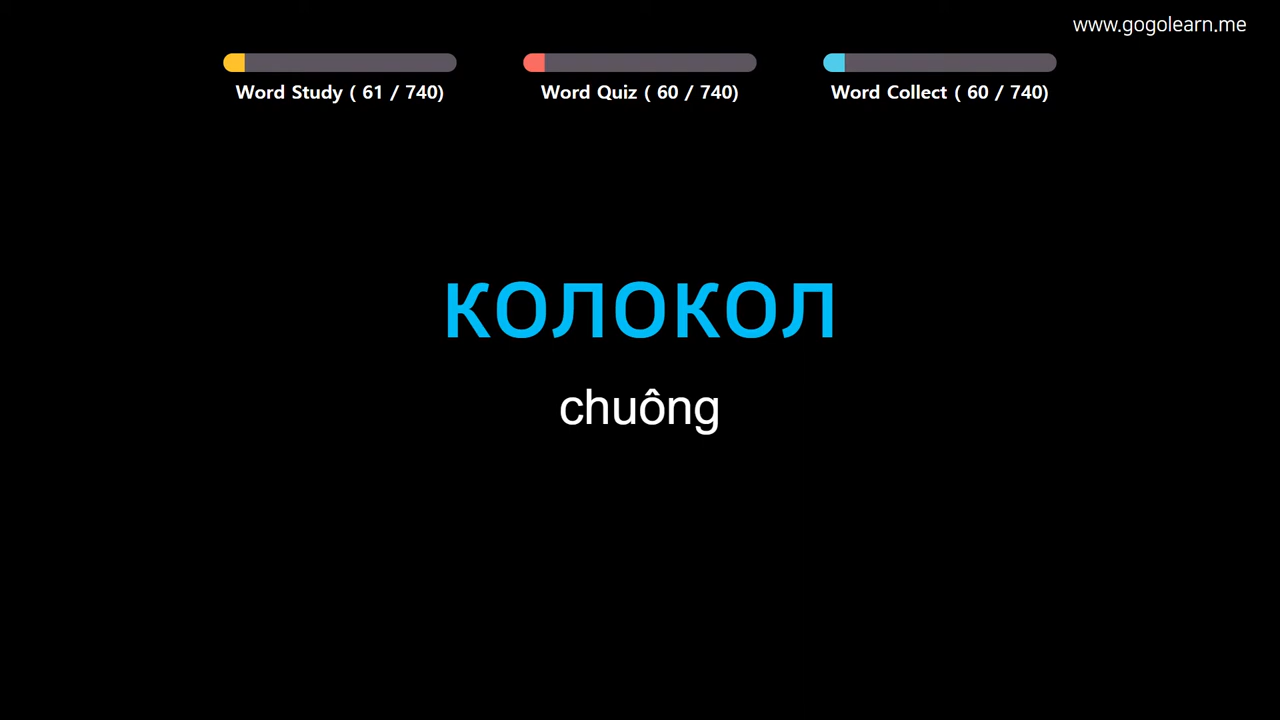 www.gogolearn.me
Word Study ( 61 / 740)
Word Quiz ( 60 / 740)
Word Collect ( 60 / 740)
колокол
chuông